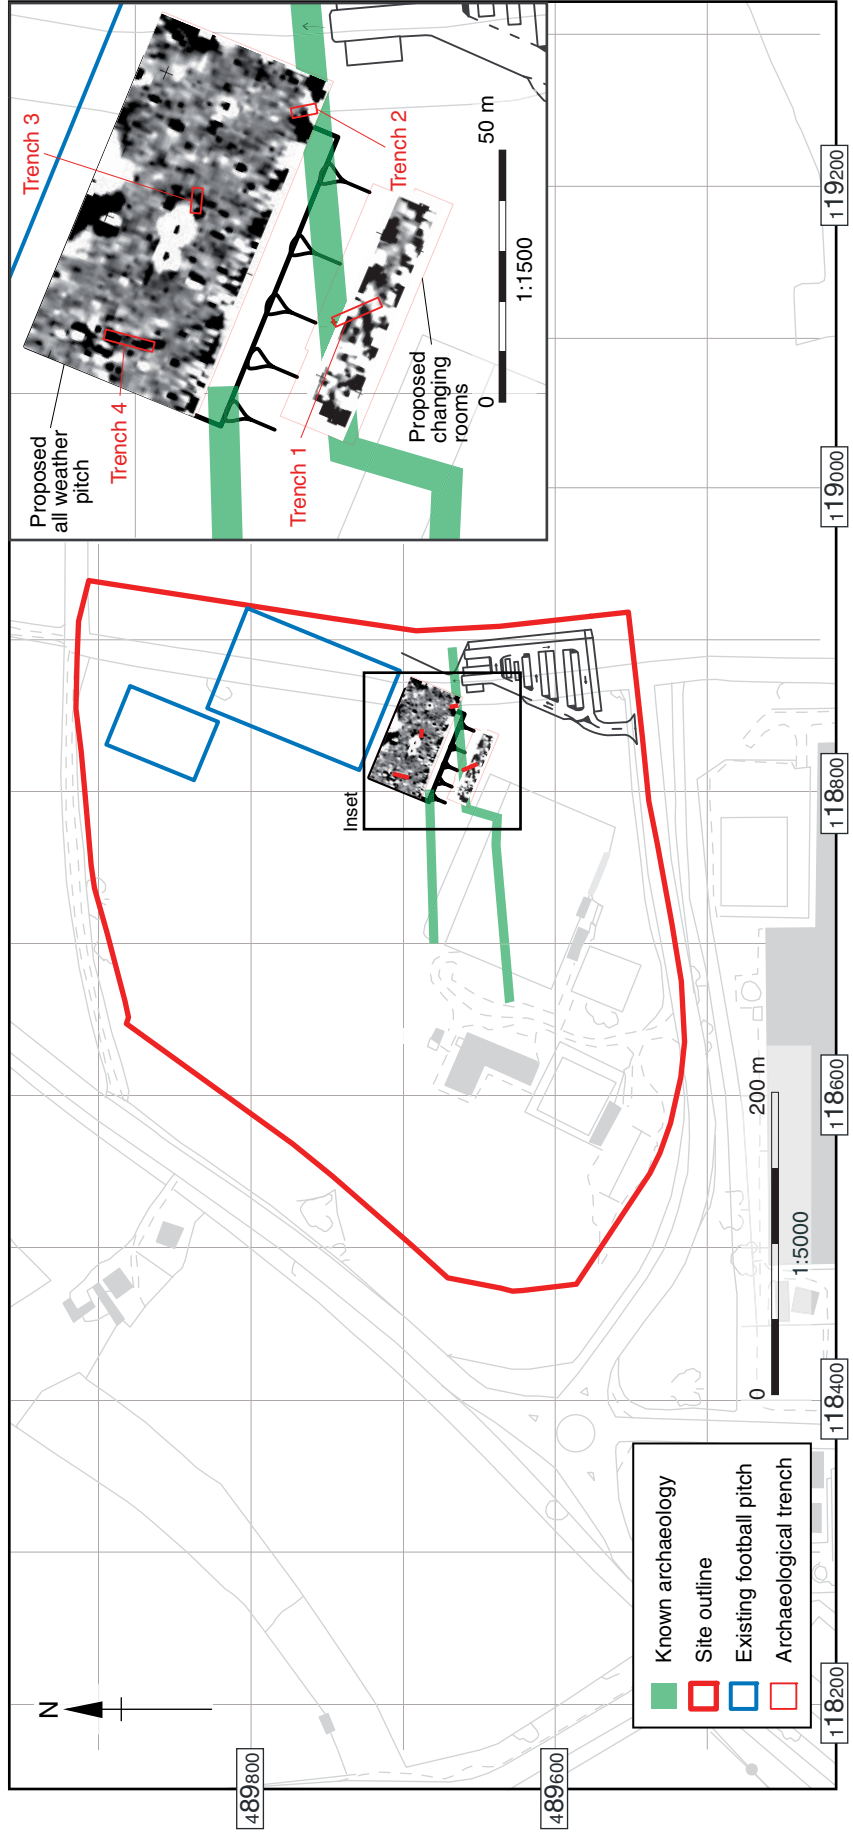 N
489800
489600
118200
118400
118600
118800
119000
119200
Known archaeology
Site outline
Existing football pitch
Archaeological trench
0
200 m
1:5000
Inset
Proposed
all weather
pitch
Trench 4
Trench 3
Trench 1
Trench 2
Proposed
changing
rooms
0
50 m
1:1500